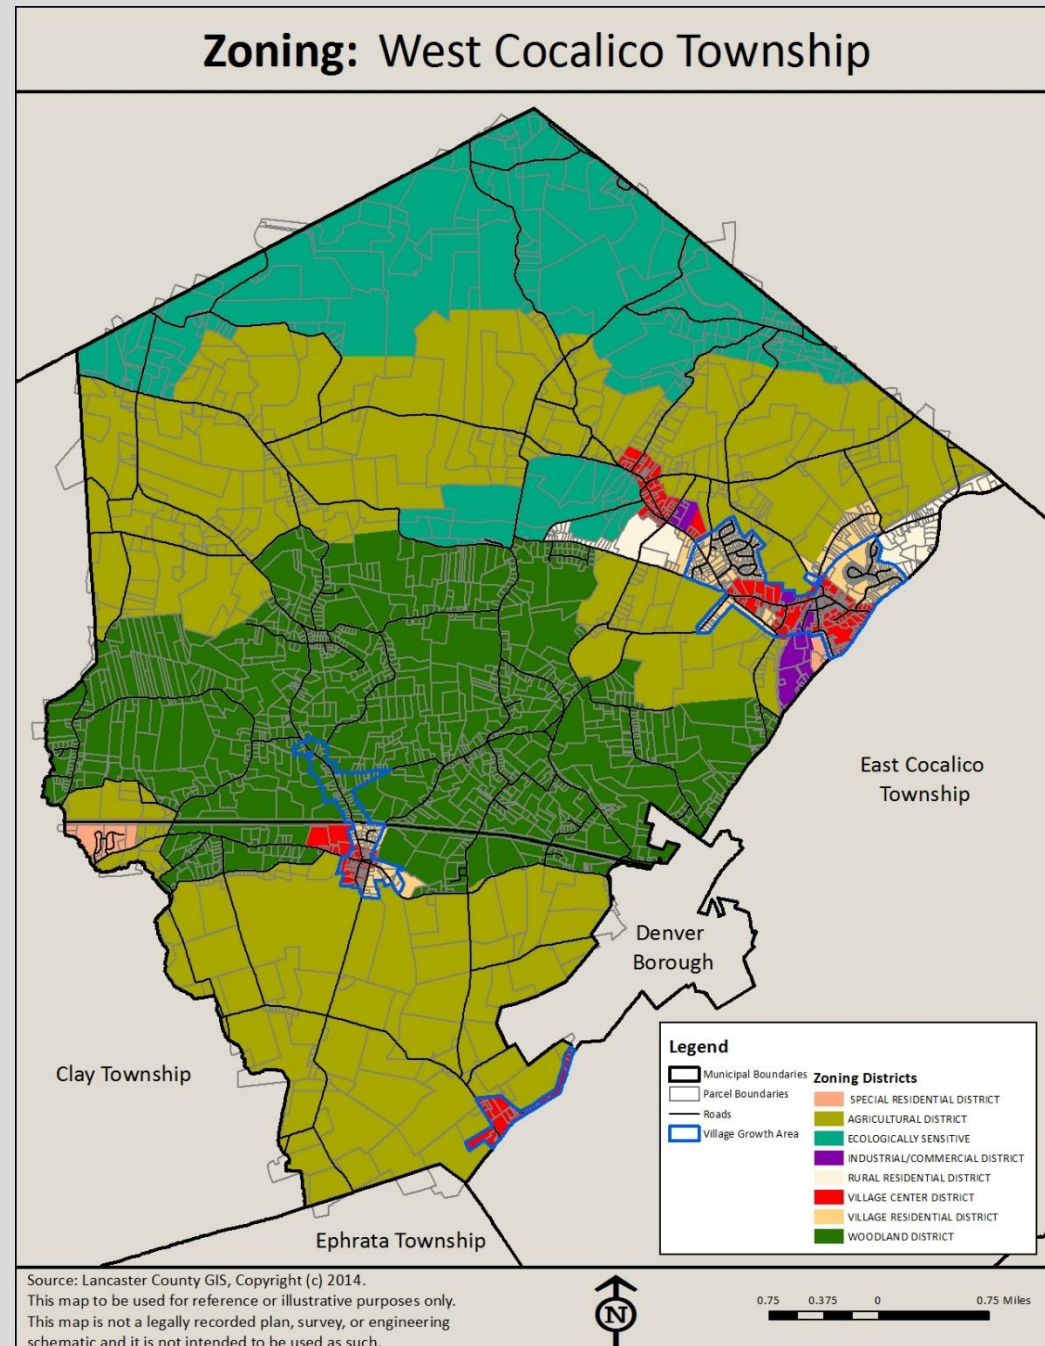 Zoning: West Cocalico Township
East Cocalico
Township
Denver
Borough
Clay Township
Ephrata Township
Legend
Municipal Boundaries
Parcel Boundaries
Roads
Village Growth Area
Zoning Districts
SPECIAL RESIDENTIAL DISTRICT
AGRICULTURAL DISTRICT
ECOLOGICALLY SENSITIVE
INDUSTRIAL/COMMERCIAL DISTRICT
RURAL RESIDENTIAL DISTRICT
VILLAGE CENTER DISTRICT
VILLAGE RESIDENTIAL DISTRICT
WOODLAND DISTRICT
Source: Lancaster County GIS, Copyright (c) 2014.
This map to be used for reference or illustrative purposes only.
This map is not a legally recorded plan, survey, or engineering
schematic and it is not intended to be used as such.
N
0.75 0.375 0 0.75 Miles